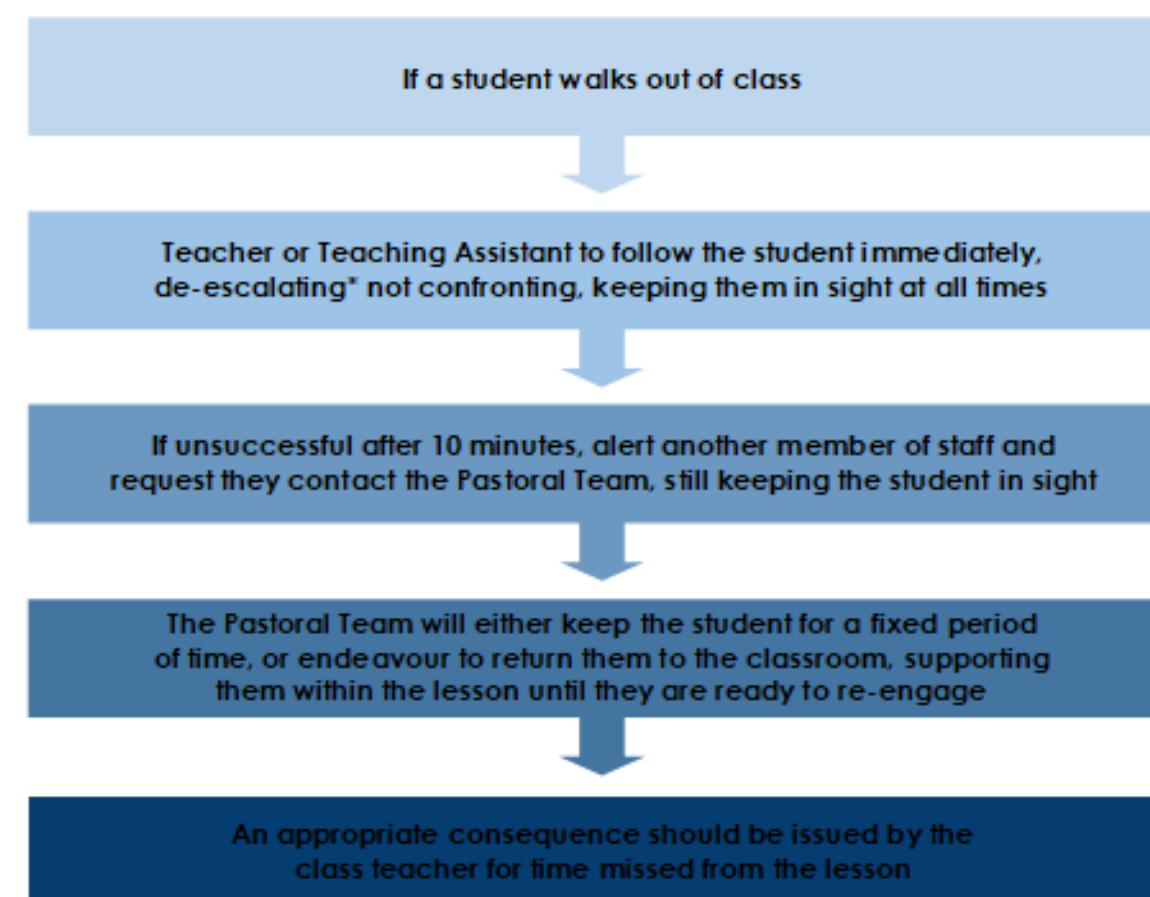 If a student walks out of class
Teacher or Teaching Assistant to follow the student immediately,
de-escalating* not confronting, keeping them in sight at all times
If unsuccessful after 10 minutes, alert another member of staff and
request they contact the Pastoral Team, still keeping the student in sight
The Pastoral Team will either keep the student for a fixed period
of time, or endeavour to return them to the classroom, supporting
them within the lesson until they are ready to re-engage
An appropriate consequence should be issued by the
class teacher for time missed from the lesson